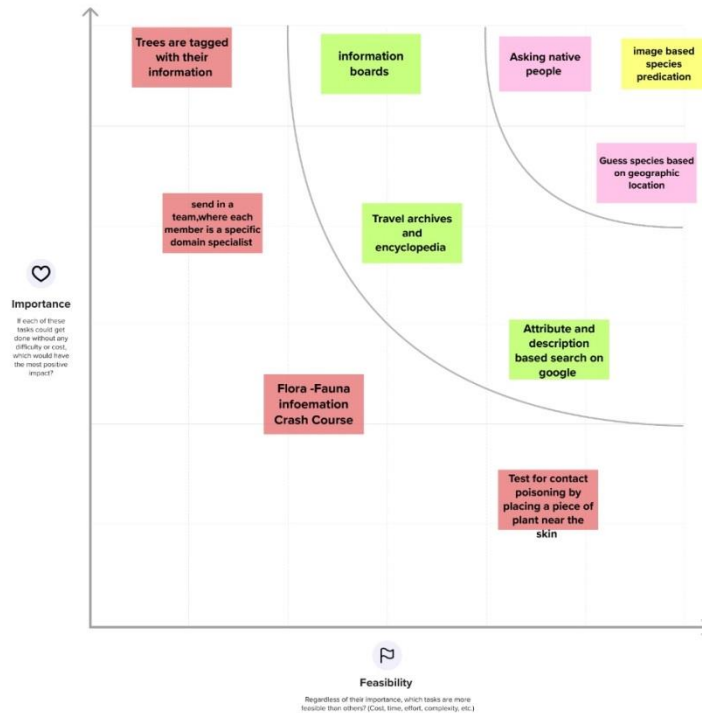 Trees are tagged
with their
information
information
boards
Asking native
people
image based
species
predication
Guess species based
on geographic
location
send in a
team,where each
member is a specific
domain specialist
Travel archives
and
encyclopedia
Importance
If each of these
tasks could get
done without any
difficulty or cost,
which would have
the most positive
impact?
Attribute and
description
based search on
google
Flora -Fauna
infoemation
Crash Course
Test for contact
poisoning by
placing a piece of
plant near the
skin
Feasibility
Regardless of their importance, which tasks are more
feasible than others? (Cost, time, effort, complexity, etc.)